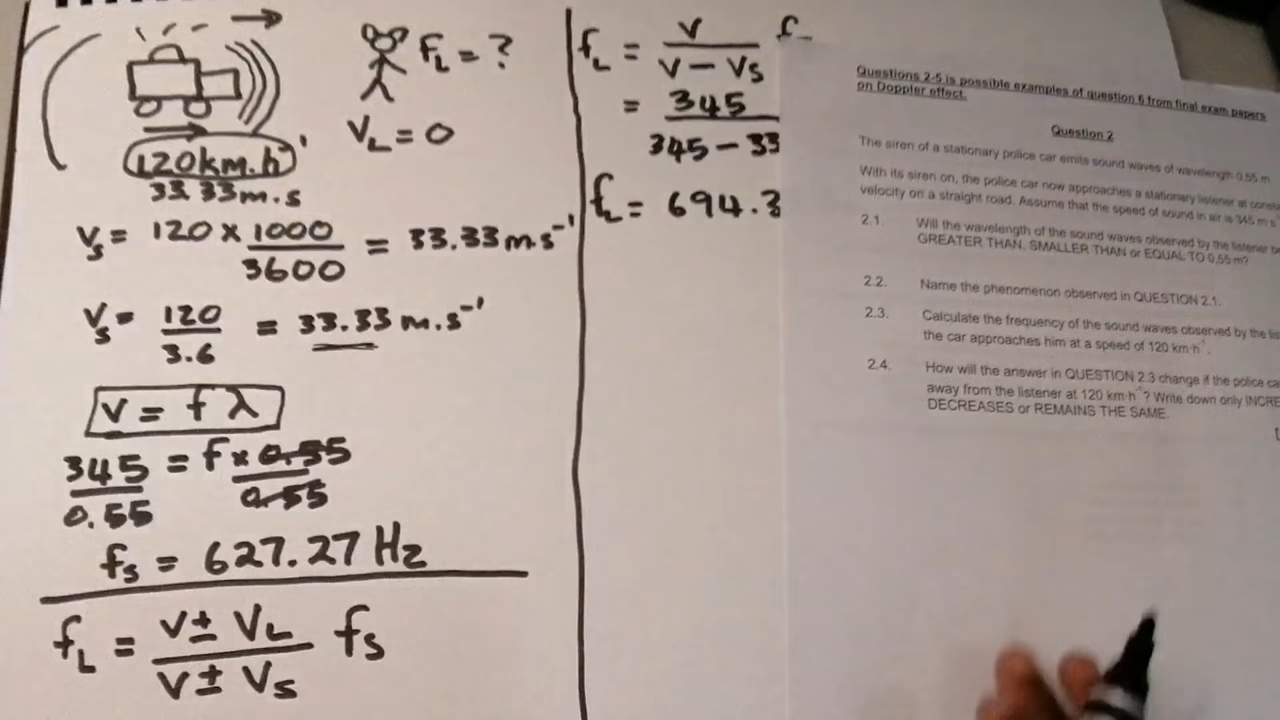 fL = ?
VL = 0
120km.h⁻¹
33.33m.s
Vs = 120 x 1000 / 3600 = 33.33m.s⁻¹
Vs = 120 / 3.6 = 33.33m.s⁻¹
v = fλ
345 / 0.55 = f x 0.55 / 0.55
fs = 627.27 Hz
fL = V ± VL / V ± Vs fs
fL = V / V - Vs f
= 345 / 345 - 33
fL = 694.3
Questions 2-5 is possible examples of question 6 from final exam papers
on Doppler effect.
Question 2
The siren of a stationary police car emits sound waves of wavelength 0,55 m
With its siren on, the police car now approaches a stationary listener at
velocity on a straight road. Assume that the speed of sound in air is 345 m·s
2.1. Will the wavelength of the sound waves observed by the listener
GREATER THAN, SMALLER THAN or EQUAL TO 0,55 m?
2.2. Name the phenomenon observed in QUESTION 2.1.
2.3. Calculate the frequency of the sound waves observed by the
the car approaches him at a speed of 120 km·h⁻¹.
2.4. How will the answer in QUESTION 2.3 change if the police
away from the listener at 120 km·h⁻¹? Write down only
DECREASES or REMAINS THE SAME.